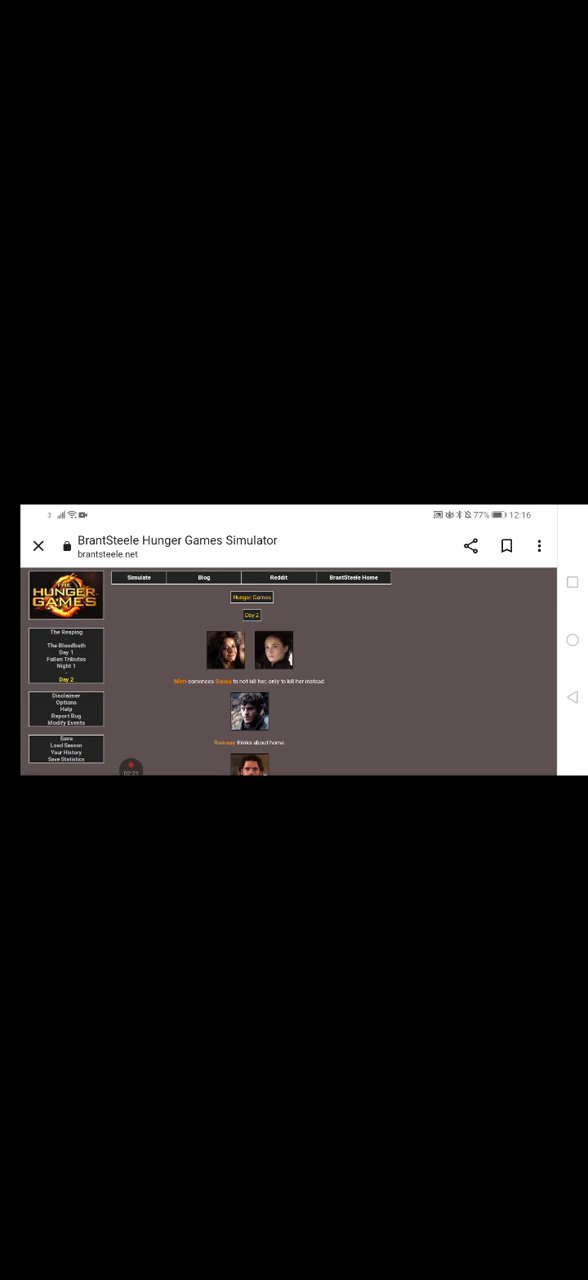 3
77% 12:16
BrantSteele Hunger Games Simulator
brantsteele.net
THE HUNGER GAMES
Simulate Blog Reddit BrantSteele Home
Hunger Games
Day 2
The Reaping
The Bloodbath
Day 1
Fallen Tributes
Night 1
Day 2
convinces Sansa to not kill her, only to kill her instead.
Disclaimer
Options
Help
Report Bug
Modify Events
Ramsay thinks about home.
Save
Load Season
Your History
Save Statistics
02:21